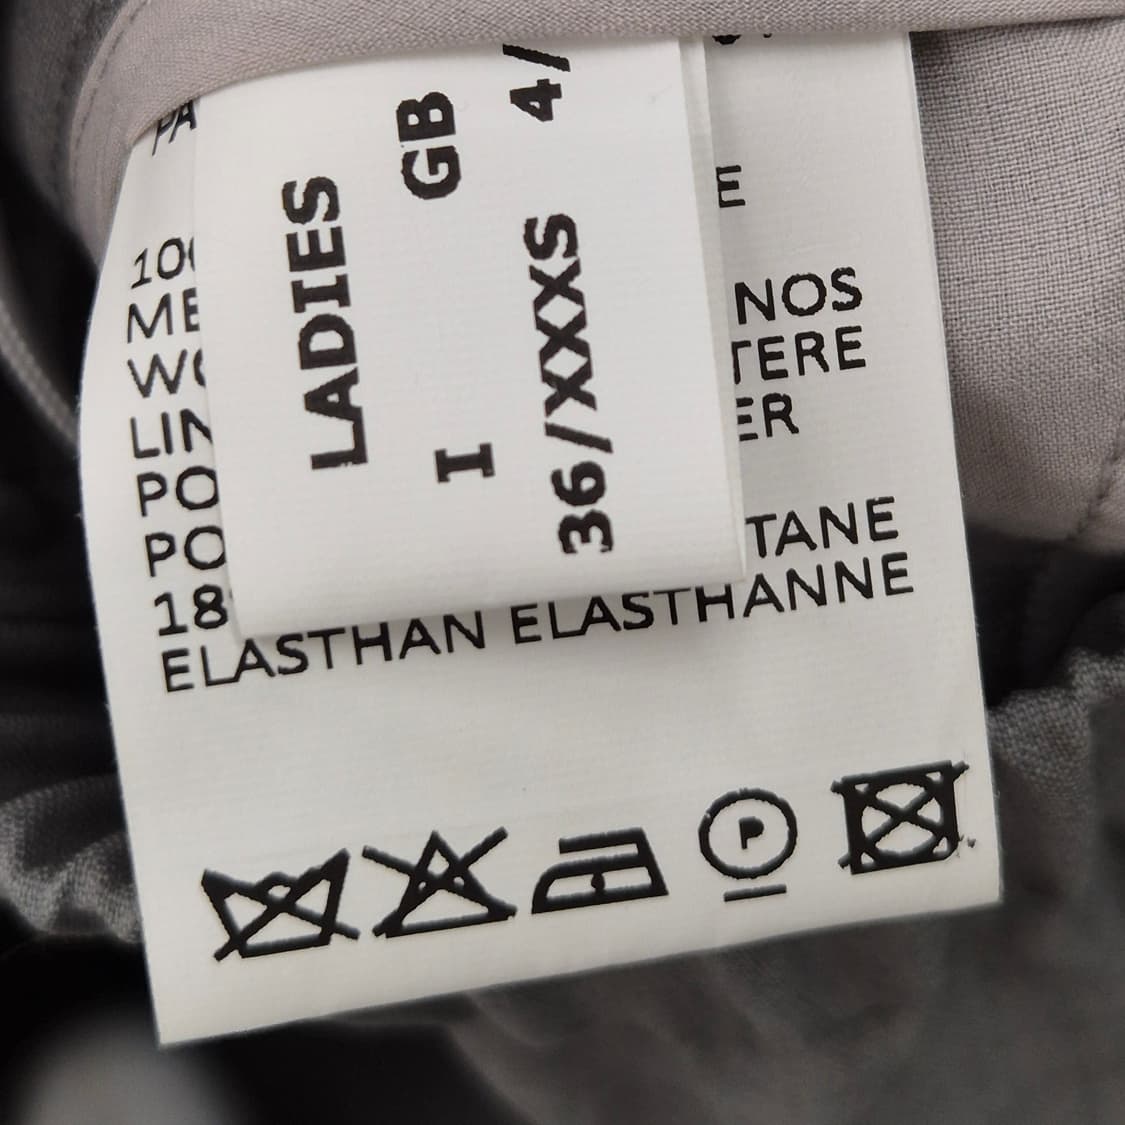 LADIES
I GB
36/XXXS 4/
PA
E
10
ME NOS
W TERE
LIN ER
PO
PO TANE
18
ELASTHAN ELASTHANNE
P